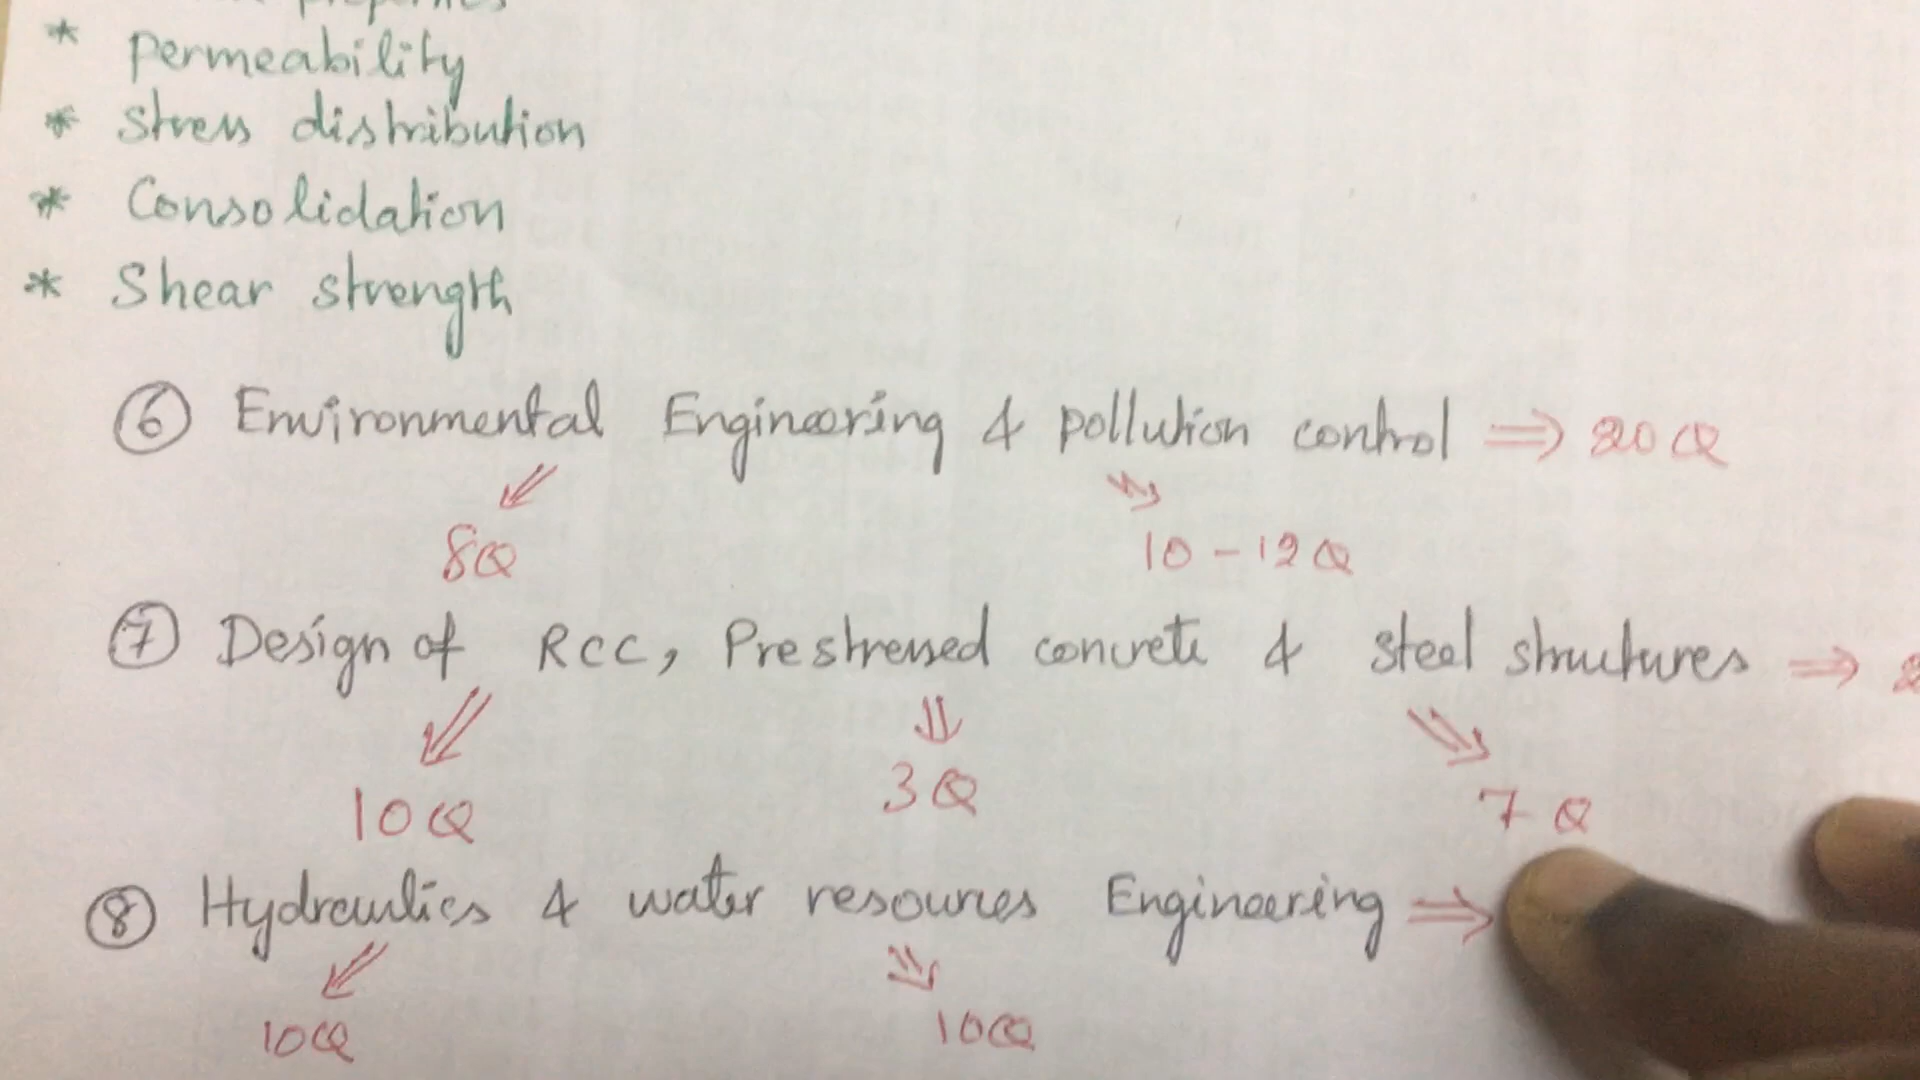 * permeability
* Stress distribution
* Consolidation
* Shear strength
⑥ Environmental Engineering & pollution control ⇒ 20Q
8Q 10-12Q
⑦ Design of RCC, Prestressed concrete & Steel structures ⇒
10Q 3Q 7Q
⑧ Hydraulics & water resources Engineering ⇒
10Q 10Q